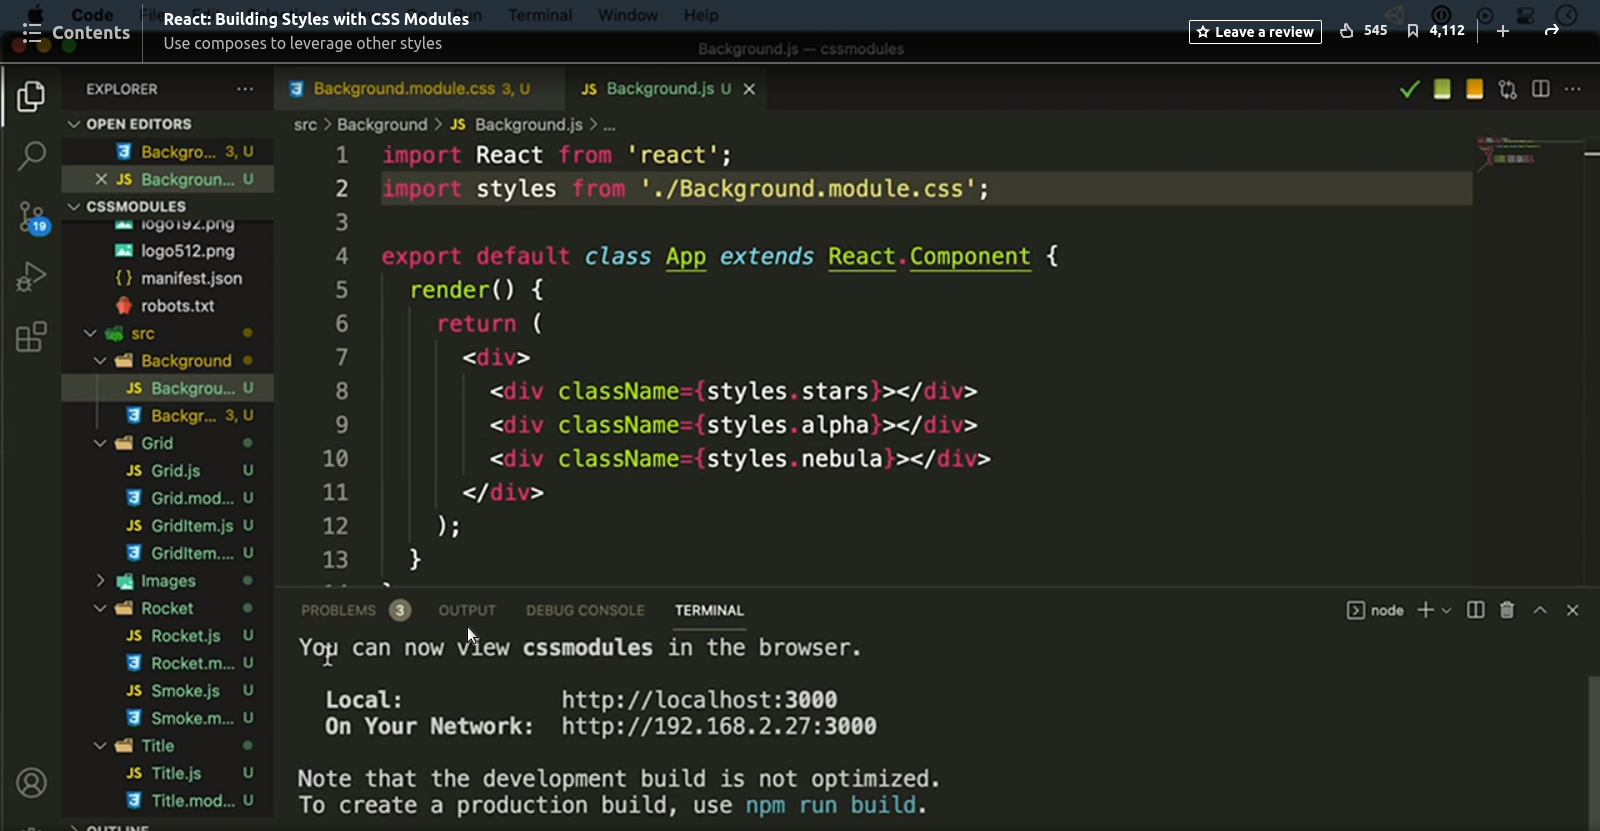 Code File Run Terminal Window Help
React: Building Styles with CSS Modules
Contents
Use composes to leverage other styles
Leave a review 545 4,112
Background.js — cssmodules
EXPLORER
Background.module.css 3, U
JS Background.js U
OPEN EDITORS
Backgro... 3, U
JS Backgroun... U
CSSMODULES
logo192.png
logo512.png
{ } manifest.json
robots.txt
src
Background
JS Backgrou... U
Backgr... 3, U
Grid
JS Grid.js U
Grid.mod... U
JS GridItem.js U
GridItem.... U
Images
Rocket
JS Rocket.js U
Rocket.m... U
JS Smoke.js U
Smoke.m... U
Title
JS Title.js U
Title.mod... U
OUTLINE
19
src > Background > JS Background.js > ...
1 import React from 'react';
2 import styles from './Background.module.css';
3
4 export default class App extends React.Component {
5 render() {
6 return (
7 <div>
8 <div className={styles.stars}></div>
9 <div className={styles.alpha}></div>
10 <div className={styles.nebula}></div>
11 </div>
12 );
13 }
PROBLEMS 3 OUTPUT DEBUG CONSOLE TERMINAL
node
You can now view cssmodules in the browser.
Local: http://localhost:3000
On Your Network: http://192.168.2.27:3000
Note that the development build is not optimized.
To create a production build, use npm run build.